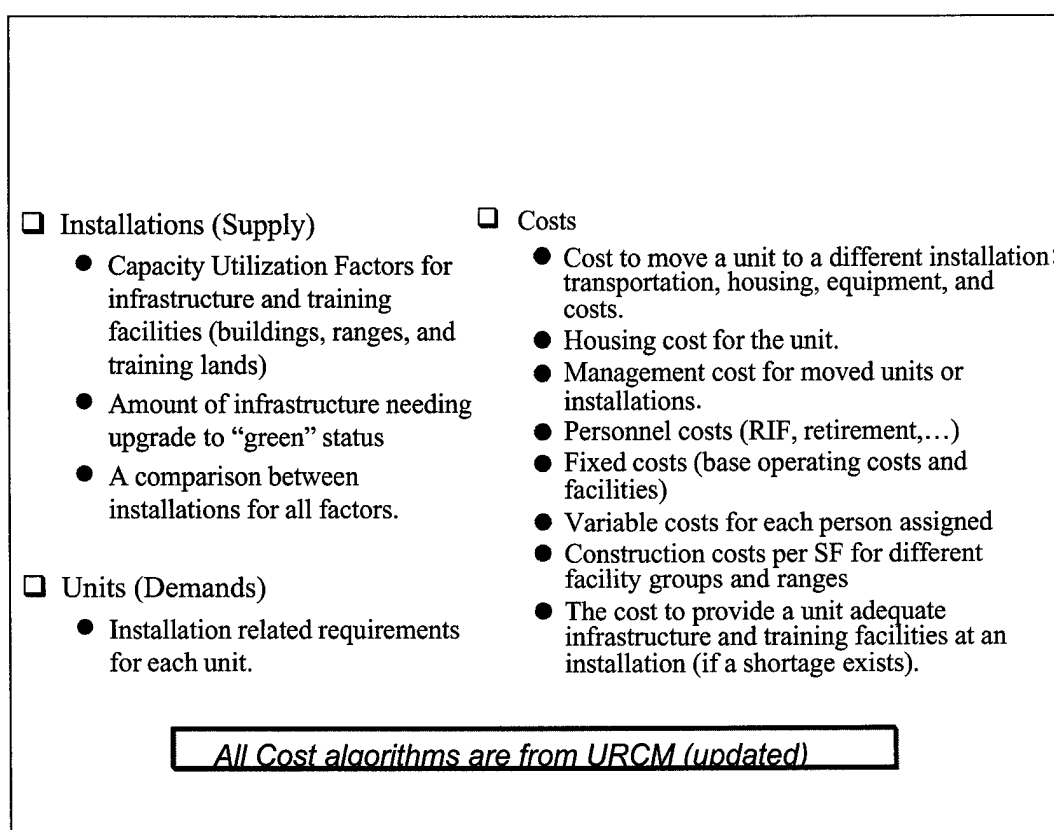 ❑ Installations (Supply)
● Capacity Utilization Factors for
infrastructure and training
facilities (buildings, ranges, and
training lands)
● Amount of infrastructure needing
upgrade to “green” status
● A comparison between
installations for all factors.
❑ Units (Demands)
● Installation related requirements
for each unit.
❑ Costs
● Cost to move a unit to a different installation:
transportation, housing, equipment, and
costs.
● Housing cost for the unit.
● Management cost for moved units or
installations.
● Personnel costs (RIF, retirement,…)
● Fixed costs (base operating costs and
facilities)
● Variable costs for each person assigned
● Construction costs per SF for different
facility groups and ranges
● The cost to provide a unit adequate
infrastructure and training facilities at an
installation (if a shortage exists).
All Cost algorithms are from URCM (updated)